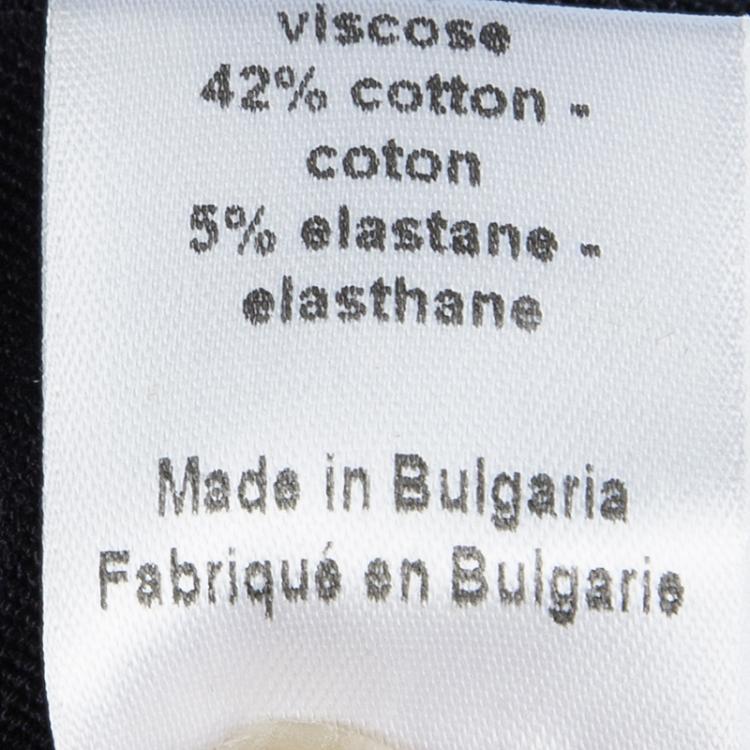 viscose
42% cotton -
coton
5% elastane -
elasthane
Made in Bulgaria
Fabriqué en Bulgarie